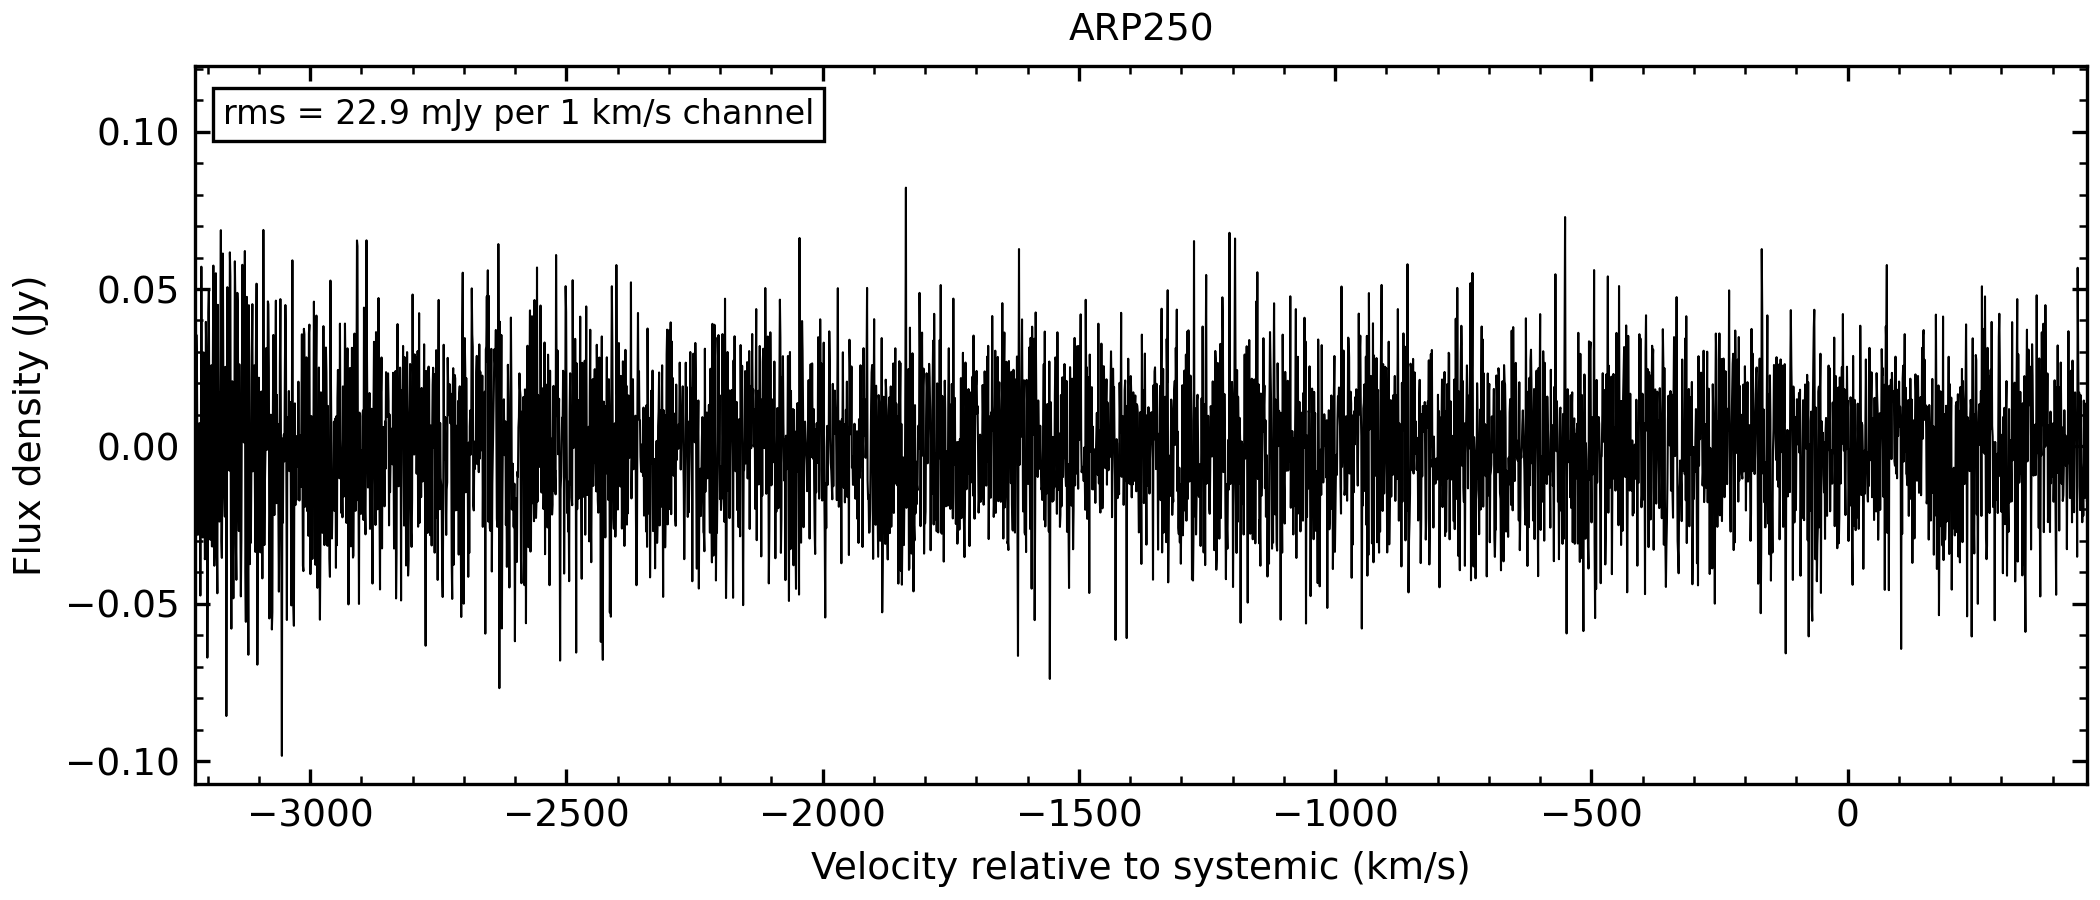 ARP250
rms = 22.9 mJy per 1 km/s channel
0.10
0.05
0.00
−0.05
−0.10
Flux density (Jy)
−3000 −2500 −2000 −1500 −1000 −500 0
Velocity relative to systemic (km/s)